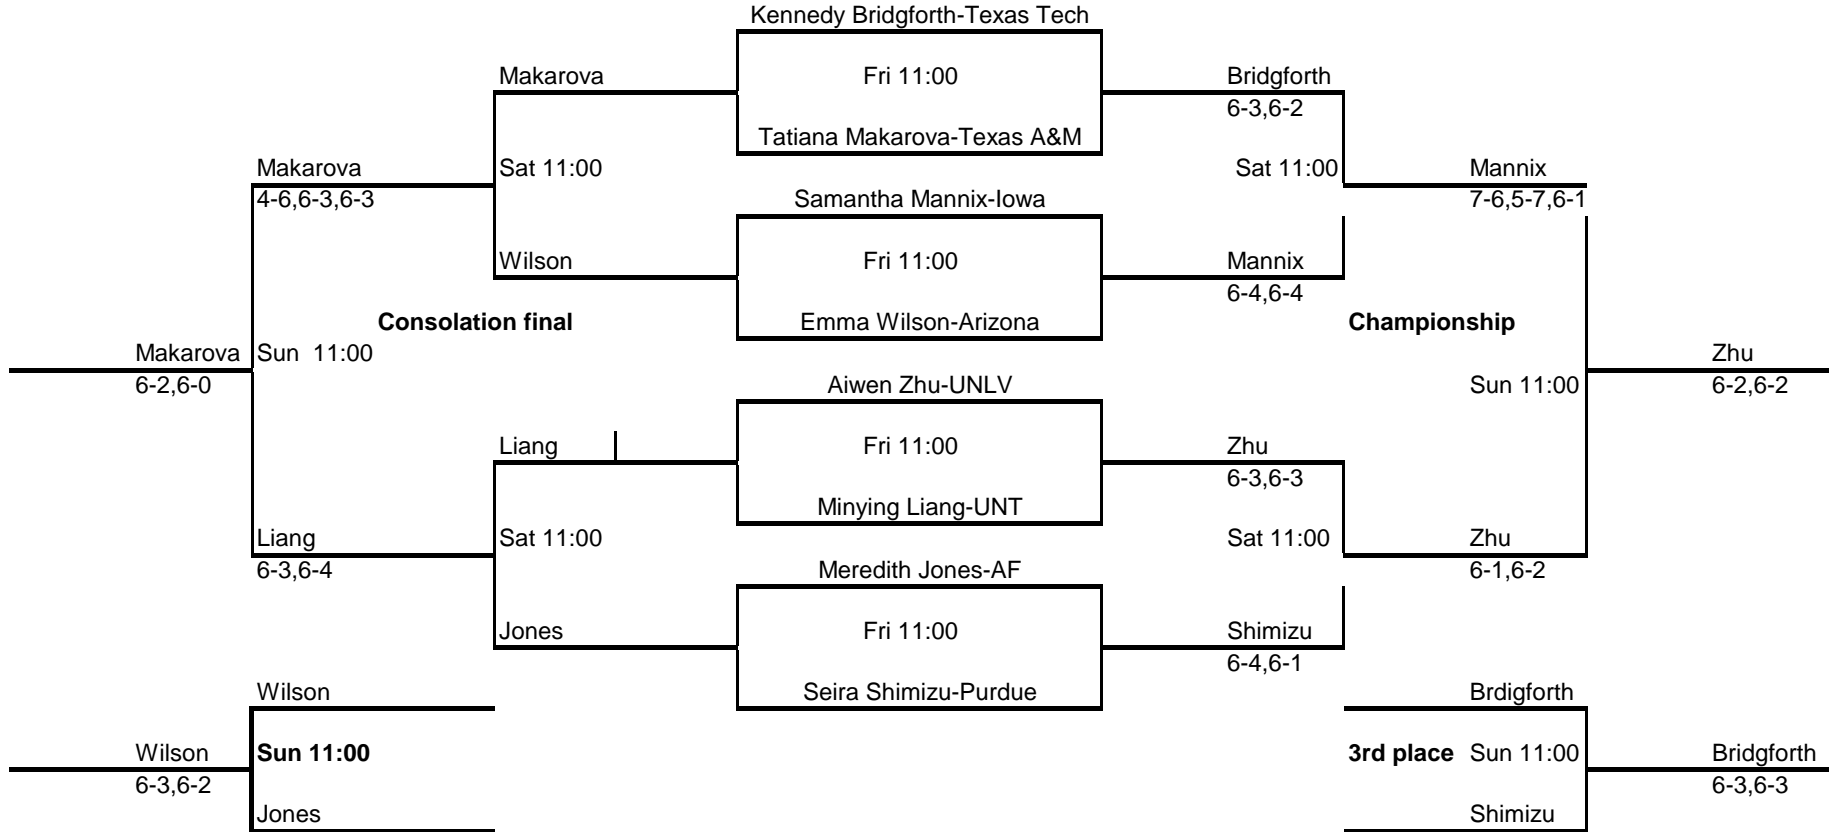 Kennedy Bridgforth-Texas Tech
Makarova Fri 11:00 Bridgforth
6-3,6-2
Tatiana Makarova-Texas A&M
Makarova Sat 11:00 Sat 11:00 Mannix
4-6,6-3,6-3 Samantha Mannix-Iowa 7-6,5-7,6-1
Wilson Fri 11:00 Mannix
6-4,6-4
Consolation final Emma Wilson-Arizona Championship
Makarova Sun 11:00 Zhu
6-2,6-0 Aiwen Zhu-UNLV Sun 11:00 6-2,6-2
Liang Fri 11:00 Zhu
6-3,6-3
Minying Liang-UNT
Liang Sat 11:00 Sat 11:00 Zhu
6-3,6-4 Meredith Jones-AF 6-1,6-2
Jones Fri 11:00 Shimizu
6-4,6-1
Wilson Seira Shimizu-Purdue Brdigforth
Wilson Sun 11:00 3rd place Sun 11:00 Bridgforth
6-3,6-2 6-3,6-3
Jones Shimizu